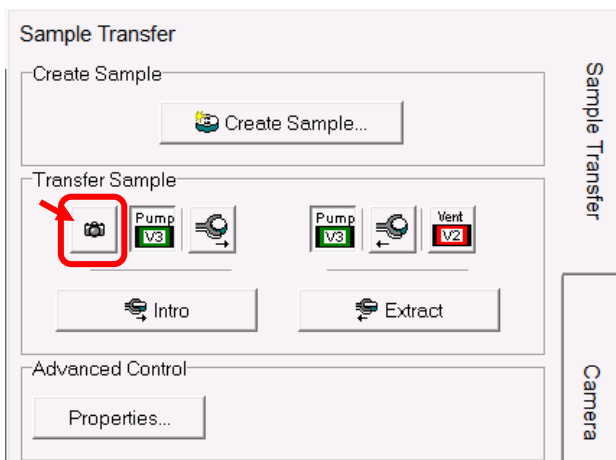 Sample Transfer
Create Sample
Create Sample...
Transfer Sample
Pump
V3
Pump
V3
Vent
V2
Intro
Extract
Advanced Control
Properties...
Sample Transfer
Camera